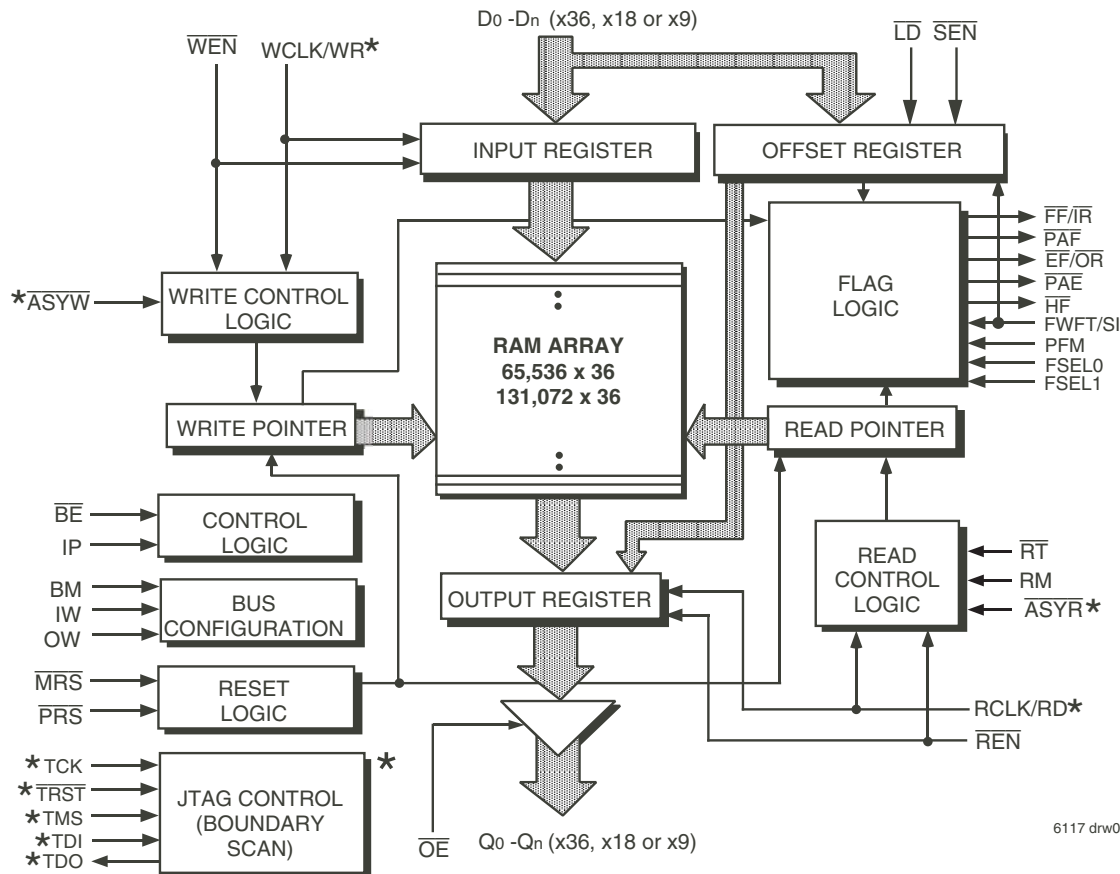 D0 -Dn (x36, x18 or x9)
WEN
WCLK/WR*
LD
SEN
INPUT REGISTER
OFFSET REGISTER
*ASYW
WRITE CONTROL
LOGIC
FLAG
LOGIC
FF/IR
PAF
EF/OR
PAE
HF
FWFT/SI
PFM
FSEL0
FSEL1
RAM ARRAY
65,536 x 36
131,072 x 36
WRITE POINTER
READ POINTER
BE
IP
CONTROL
LOGIC
READ
CONTROL
LOGIC
RT
RM
ASYR*
BM
IW
OW
BUS
CONFIGURATION
OUTPUT REGISTER
MRS
PRS
RESET
LOGIC
RCLK/RD*
REN
*TCK
*TRST
*TMS
*TDI
*TDO
JTAG CONTROL
(BOUNDARY
SCAN)
*
OE
Q0 -Qn (x36, x18 or x9)
6117 drw0